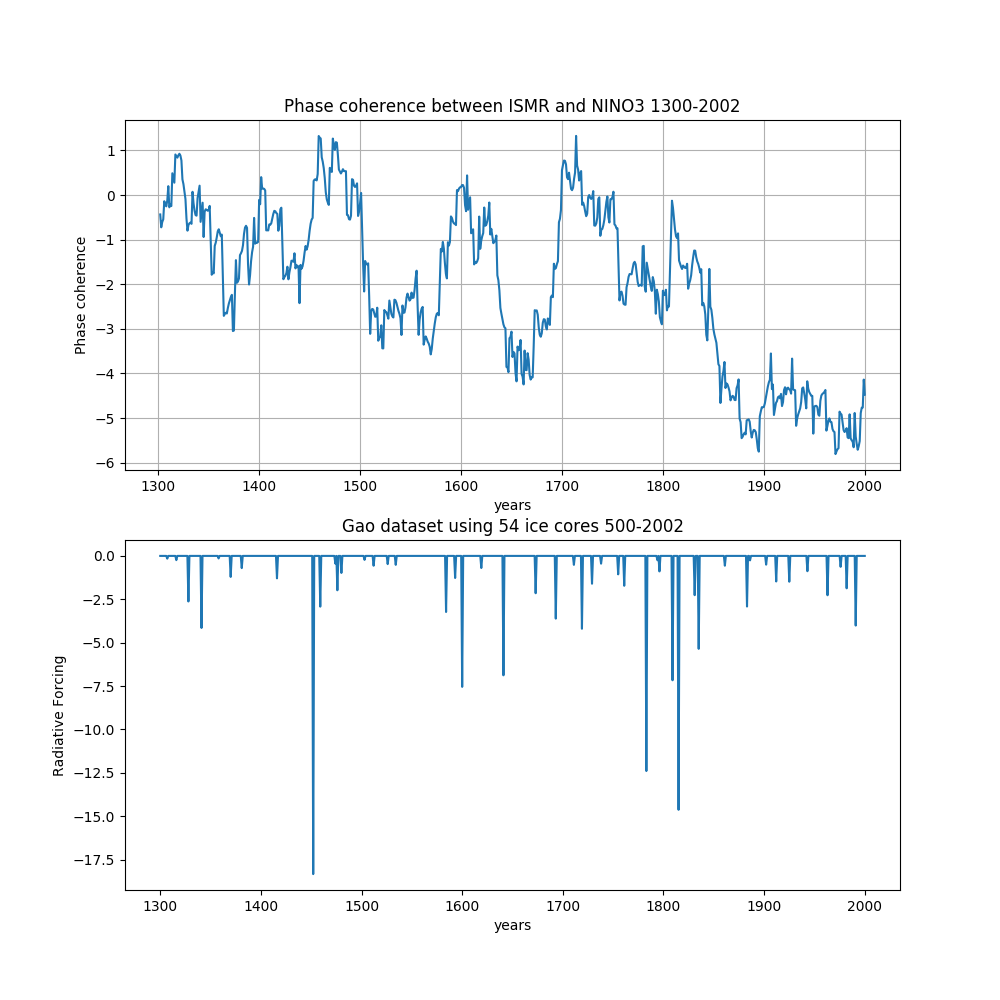 Phase coherence between ISMR and NINO3 1300-2002
Phase coherence
1
0
−1
−2
−3
−4
−5
−6
1300 1400 1500 1600 1700 1800 1900 2000
years
Gao dataset using 54 ice cores 500-2002
Radiative Forcing
0.0
−2.5
−5.0
−7.5
−10.0
−12.5
−15.0
−17.5
1300 1400 1500 1600 1700 1800 1900 2000
years